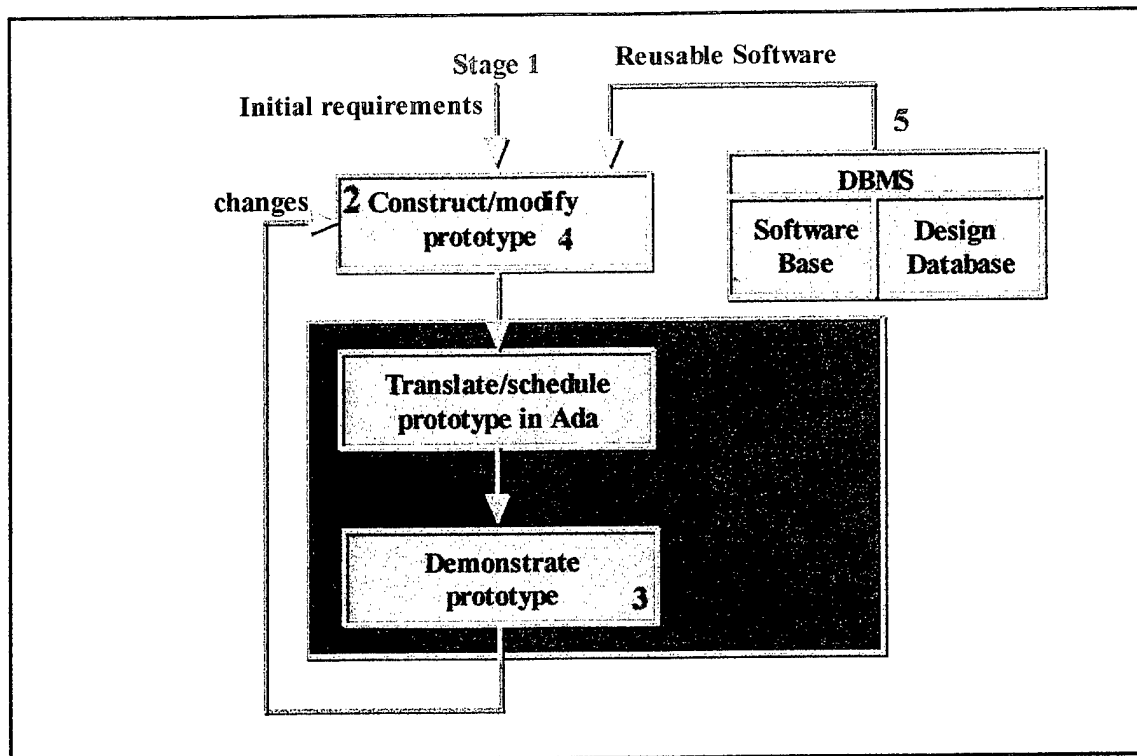 Stage 1
Reusable Software
Initial requirements
5
changes
2 Construct/modify
prototype 4
DBMS
Software
Base
Design
Database
Translate/schedule
prototype in Ada
Demonstrate
prototype 3